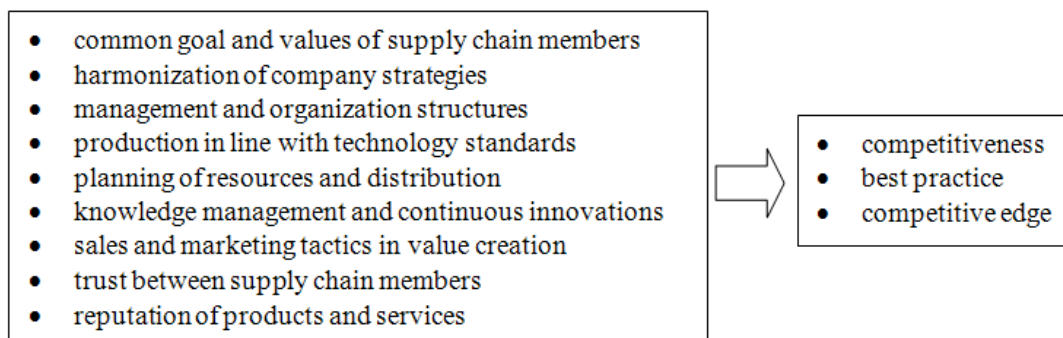 • common goal and values of supply chain members
• harmonization of company strategies
• management and organization structures
• production in line with technology standards
• planning of resources and distribution
• knowledge management and continuous innovations
• sales and marketing tactics in value creation
• trust between supply chain members
• reputation of products and services
• competitiveness
• best practice
• competitive edge